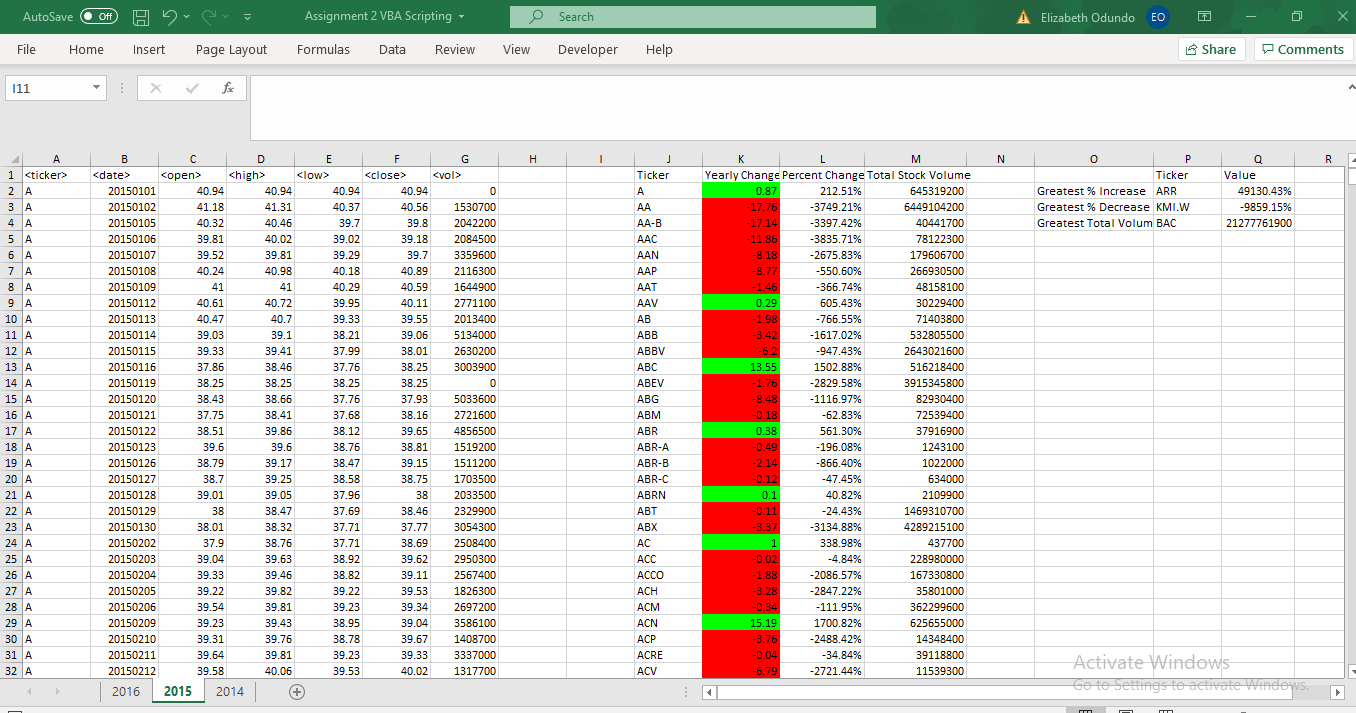 AutoSave Off Assignment 2 VBA Scripting Search Elizabeth Odundo EO
File Home Insert Page Layout Formulas Data Review View Developer Help Share Comments
I11 fx
A B C D E F G H I J K L M N O P Q R
1 <ticker> <date> <open> <high> <low> <close> <vol> Ticker Yearly Change Percent Change Total Stock Volume Ticker Value
2 A 20150101 40.94 40.94 40.94 40.94 0 A 0.87 212.51% 645319200 Greatest % Increase ARR 49130.43%
3 A 20150102 41.18 41.31 40.37 40.56 1530700 AA -17.76 -3749.21% 6449104200 Greatest % Decrease KMI.W -9859.15%
4 A 20150105 40.32 40.46 39.7 39.8 2042200 AA-B -17.14 -3397.42% 40441700 Greatest Total Volum BAC 21277761900
5 A 20150106 39.81 40.02 39.02 39.18 2084500 AAC -11.86 -3835.71% 78122300
6 A 20150107 39.52 39.81 39.29 39.7 3359600 AAN -8.18 -2675.83% 179606700
7 A 20150108 40.24 40.98 40.18 40.89 2116300 AAP -8.77 -550.60% 266930500
8 A 20150109 41 41 40.29 40.59 1644900 AAT -1.46 -366.74% 48158100
9 A 20150112 40.61 40.72 39.95 40.11 2771100 AAV 0.29 605.43% 30229400
10 A 20150113 40.47 40.7 39.33 39.55 2013400 AB -1.98 -766.55% 71403800
11 A 20150114 39.03 39.1 38.21 39.06 5134000 ABB -3.42 -1617.02% 532805500
12 A 20150115 39.33 39.41 37.99 38.01 2630200 ABBV -6.2 -947.43% 2643021600
13 A 20150116 37.86 38.46 37.76 38.25 3003900 ABC 13.55 1502.88% 516218400
14 A 20150119 38.25 38.25 38.25 38.25 0 ABEV -1.76 -2829.58% 3915345800
15 A 20150120 38.43 38.66 37.76 37.93 5033600 ABG -8.48 -1116.97% 82930400
16 A 20150121 37.75 38.41 37.68 38.16 2721600 ABM -0.18 -62.83% 72539400
17 A 20150122 38.51 39.86 38.12 39.65 4856500 ABR 0.38 561.30% 37916900
18 A 20150123 39.6 39.6 38.76 38.81 1519200 ABR-A -0.49 -196.08% 1243100
19 A 20150126 38.79 39.17 38.47 39.15 1511200 ABR-B -2.14 -866.40% 1022000
20 A 20150127 38.7 39.25 38.58 38.75 1703500 ABR-C -0.12 -47.45% 634000
21 A 20150128 39.01 39.05 37.96 38 2033500 ABRN 0.1 40.82% 2109900
22 A 20150129 38 38.47 37.69 38.46 2329900 ABT -0.11 -24.43% 1469310700
23 A 20150130 38.01 38.32 37.71 37.77 3054300 ABX -3.37 -3134.88% 4289215100
24 A 20150202 37.9 38.76 37.71 38.69 2508400 AC 1 338.98% 437700
25 A 20150203 39.04 39.63 38.92 39.62 2950300 ACC -0.02 -4.84% 228980000
26 A 20150204 39.33 39.46 38.82 39.11 2567400 ACCO -1.88 -2086.57% 167330800
27 A 20150205 39.22 39.82 39.22 39.53 1826300 ACH -3.28 -2847.22% 35801000
28 A 20150206 39.54 39.81 39.23 39.34 2697200 ACM -0.34 -111.95% 362299600
29 A 20150209 39.23 39.43 38.95 39.04 3586100 ACN 15.19 1700.82% 625655000
30 A 20150210 39.31 39.76 38.78 39.67 1408700 ACP -3.76 -2488.42% 14348400
31 A 20150211 39.64 39.81 39.23 39.33 3337000 ACRE -0.04 -34.84% 39118800
32 A 20150212 39.58 40.06 39.53 40.02 1317700 ACV -6.79 -2721.44% 11539300
Activate Windows
Go to Settings to activate Windows.
2016 2015 2014